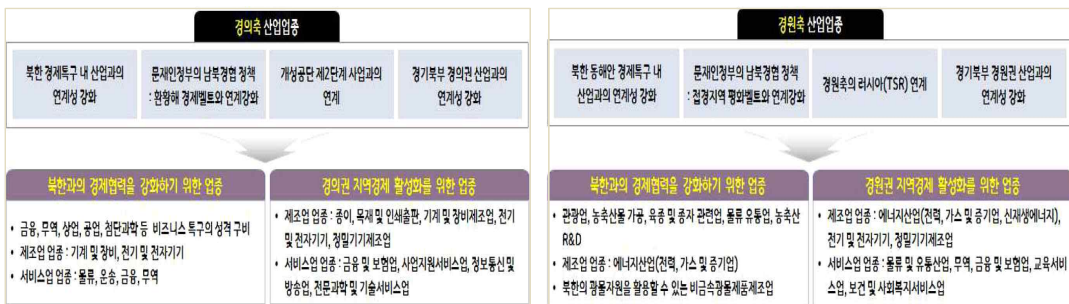 경의축 산업업종
북한 경제특구 내 산업과의
연계성 강화
문재인정부의 남북경협 정책
: 환황해 경제벨트와 연계강화
개성공단 제2단계 사업과의
연계
경기북부 경의권 산업과의
연계성 강화
북한과의 경제협력을 강화하기 위한 업종
• 금융, 무역, 상업, 공업, 첨단과학 등 비즈니스 특구의 성격 구비
• 제조업 업종 : 기계 및 장비, 전기 및 전자기기
• 서비스업 업종 : 물류, 운송, 금융, 무역
경의권 지역경제 활성화를 위한 업종
• 제조업 업종 : 종이, 목재 및 인쇄출판, 기계 및 장비제조업, 전기
및 전자기기, 정밀기기제조업
• 서비스업 업종 : 금융 및 보험업, 사업지원서비스업, 정보통신 및
방송업, 전문과학 및 기술서비스업
경원축 산업업종
북한 동해안 경제특구 내
산업과의 연계성 강화
문재인정부의 남북경협 정책
: 접경지역 평화벨트와 연계강화
경원축의 러시아(TSR) 연계
경기북부 경원권 산업과의
연계성 강화
북한과의 경제협력을 강화하기 위한 업종
• 관광업, 농축산물 가공, 육종 및 종자 관련업, 물류 유통업, 농축산
R&D
• 제조업 업종 : 에너지산업(전력, 가스 및 증기업)
• 북한의 광물자원을 활용할 수 있는 비금속광물제품제조업
경원권 지역경제 활성화를 위한 업종
• 제조업 업종 : 에너지산업(전력, 가스 및 증기업, 신재생에너지),
전기 및 전자기기, 정밀기기제조업
• 서비스업 업종 : 물류 및 유통산업, 무역, 금융 및 보험업, 교육서비
스업, 보건 및 사회복지서비스업